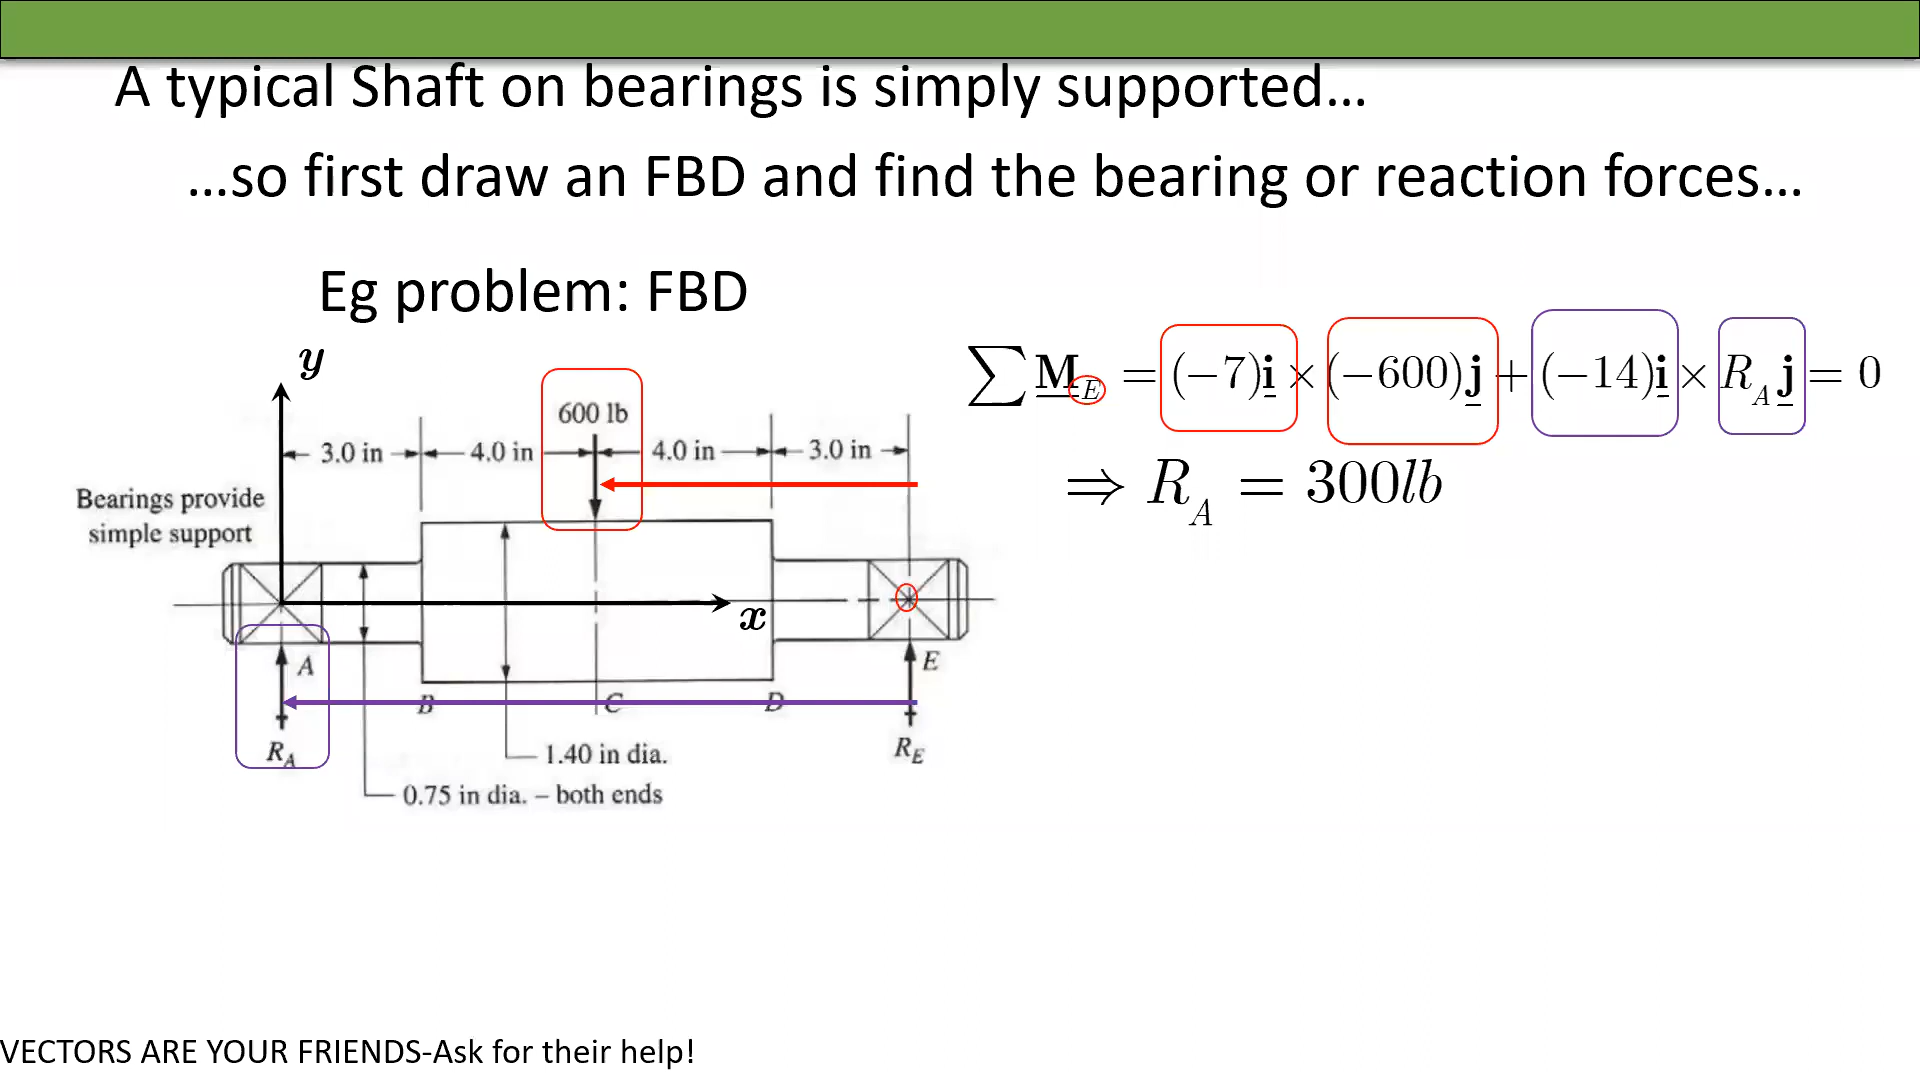 A typical Shaft on bearings is simply supported…
…so first draw an FBD and find the bearing or reaction forces…
Eg problem: FBD
y
600 lb
3.0 in 4.0 in 4.0 in 3.0 in
Bearings provide
simple support
x
A
E
B C D
R_A
R_E
1.40 in dia.
0.75 in dia. – both ends
∑ M_E = (−7)i × (−600)j + (−14)i × R_A j = 0
⇒ R_A = 300lb
VECTORS ARE YOUR FRIENDS-Ask for their help!